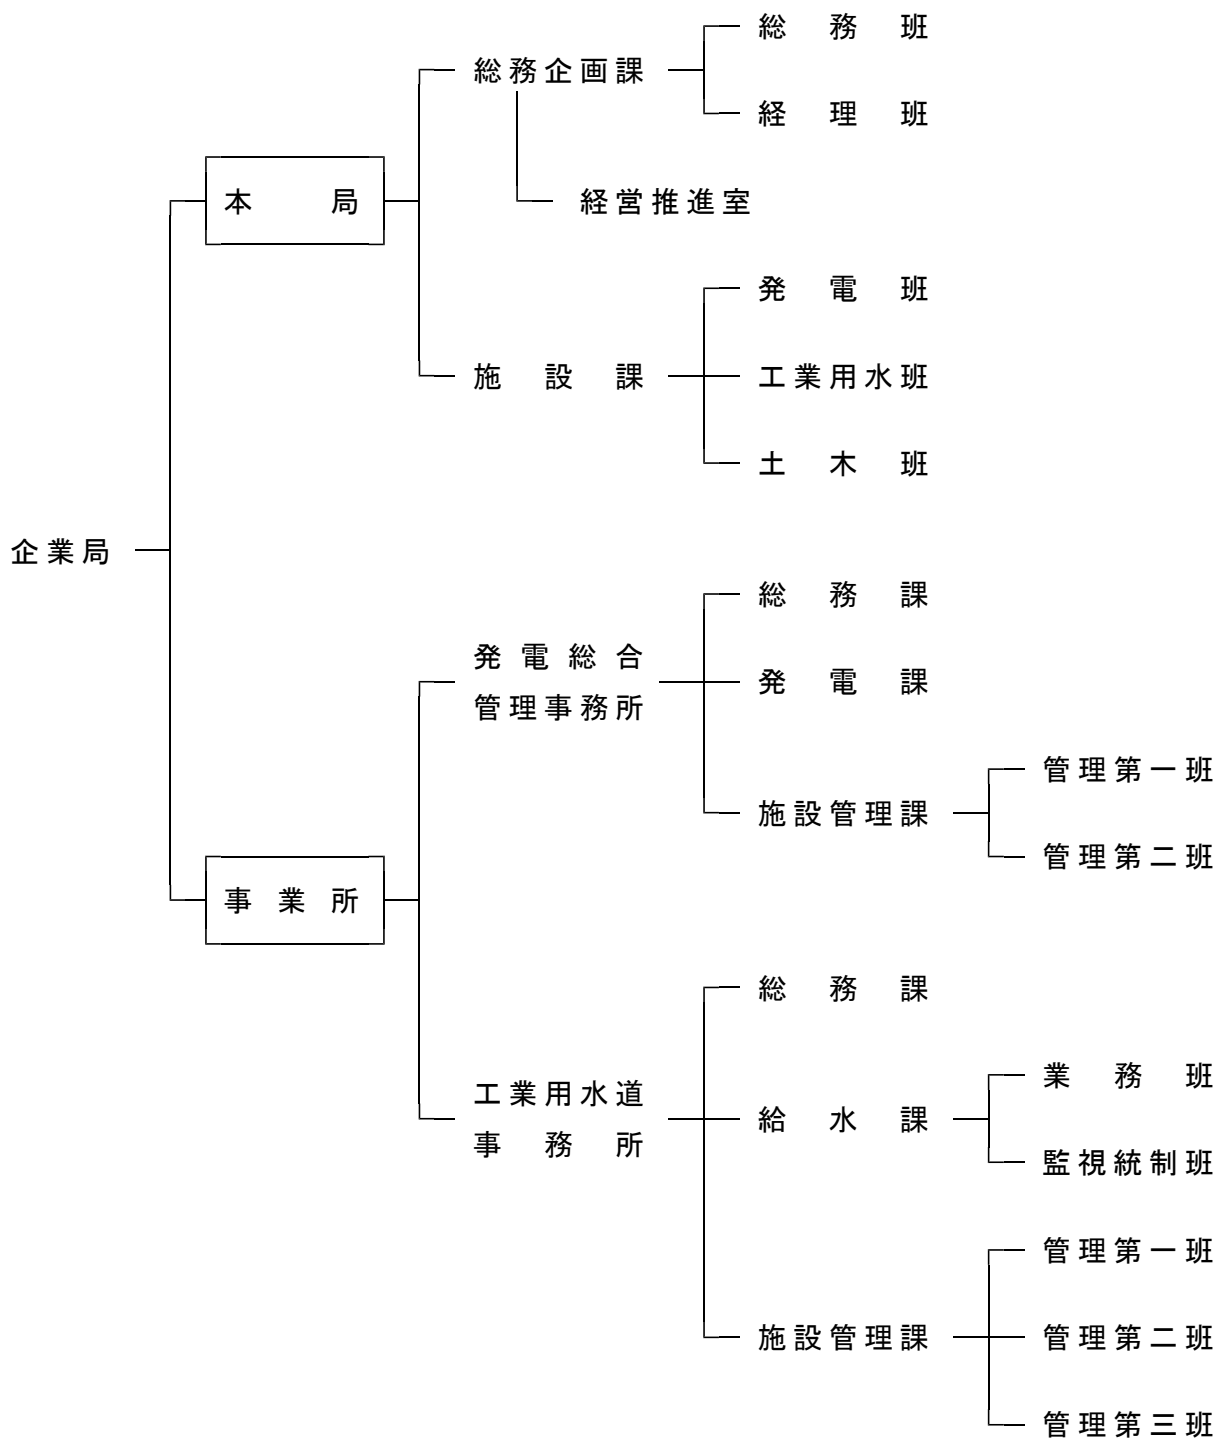 総務班
総務企画課
経理班
本局
経営推進室
発電班
施設課
工業用水班
土木班
企業局
総務課
発電総合
管理事務所
発電課
管理第一班
施設管理課
管理第二班
事業所
総務課
業務班
工業用水道
事務所
給水課
監視統制班
管理第一班
施設管理課
管理第二班
管理第三班